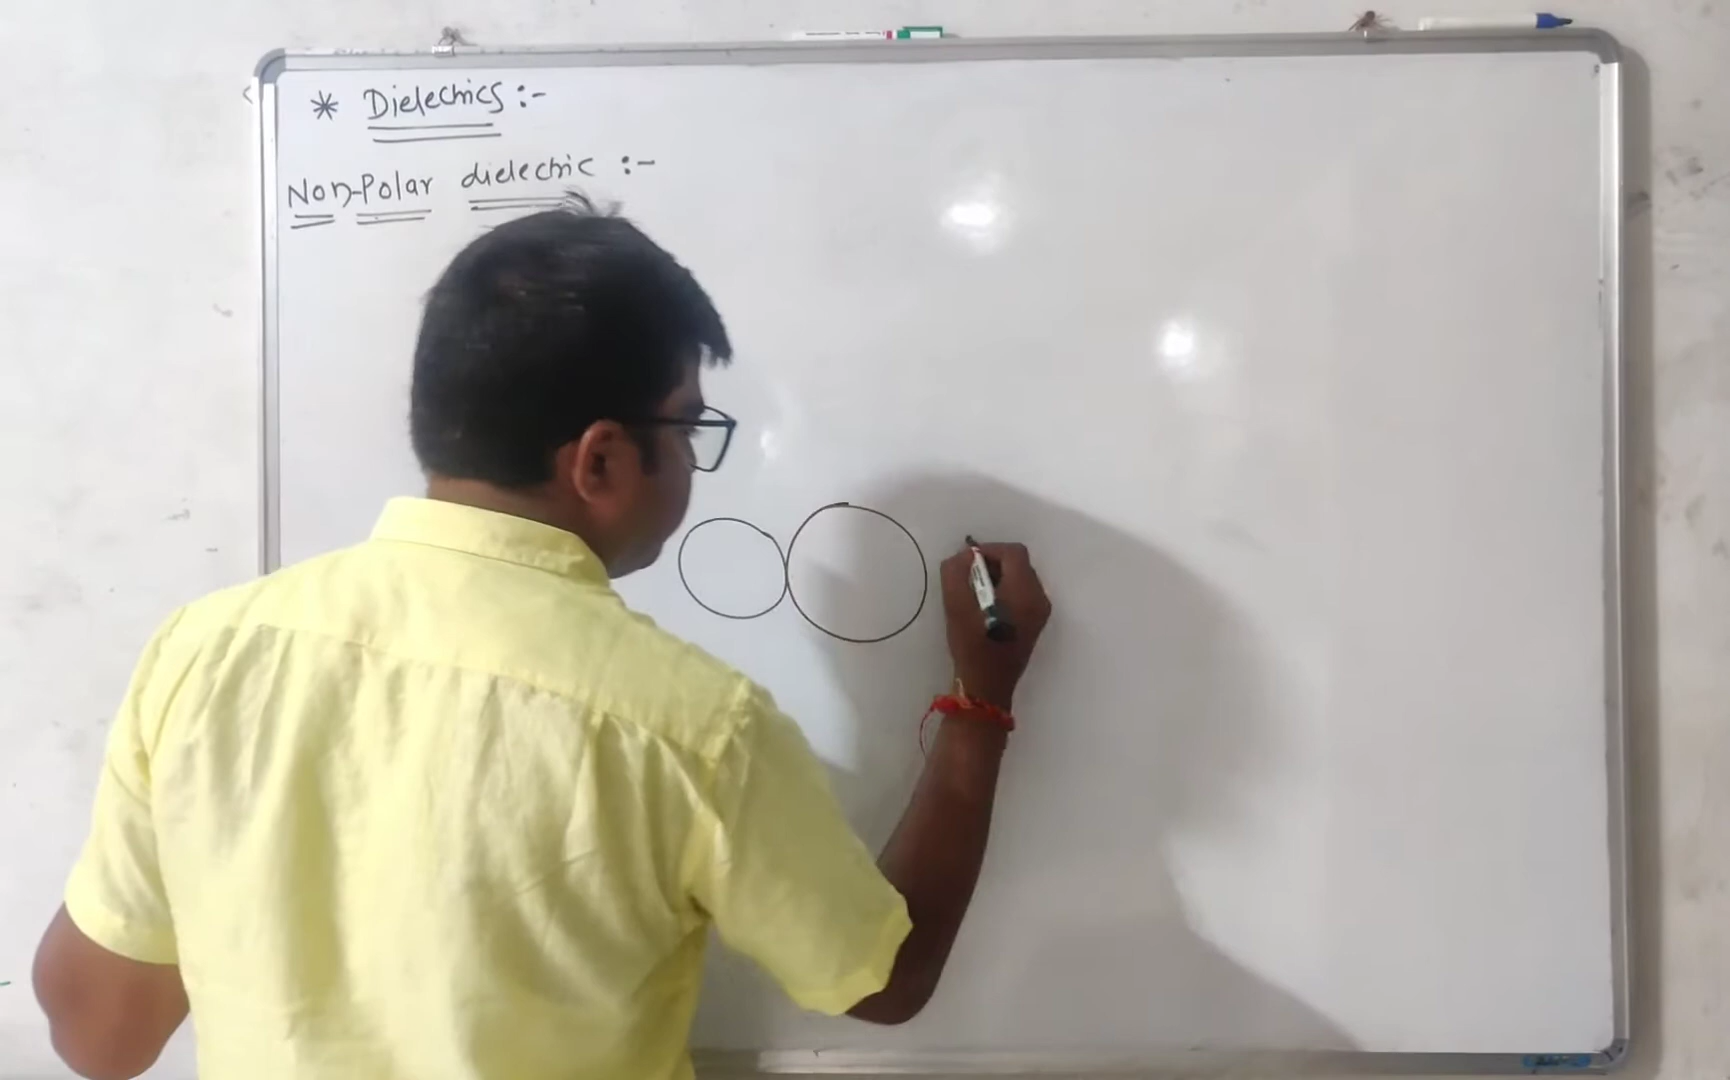 * Dielectrics :-
Non-Polar dielectric :-